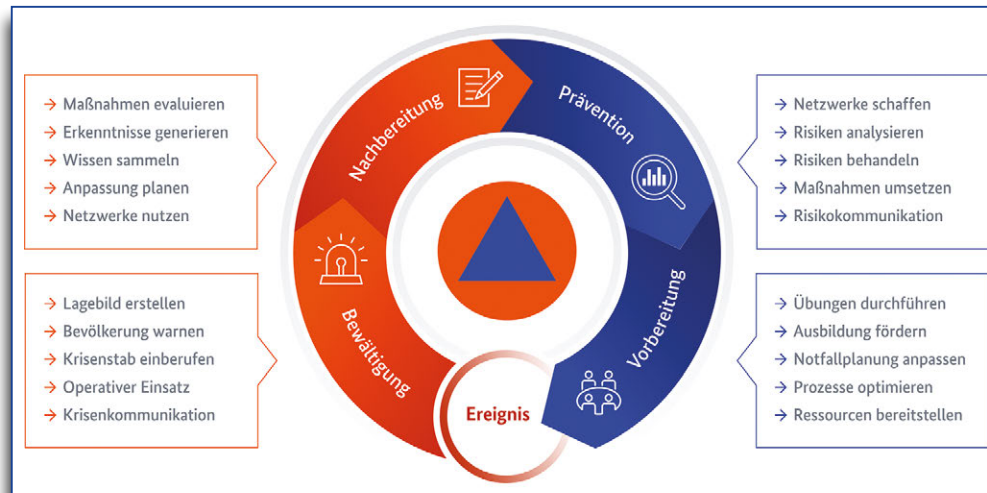 → Maßnahmen evaluieren
→ Erkenntnisse generieren
→ Wissen sammeln
→ Anpassung planen
→ Netzwerke nutzen
→ Lagebild erstellen
→ Bevölkerung warnen
→ Krisenstab einberufen
→ Operativer Einsatz
→ Krisenkommunikation
Nachbereitung
Prävention
Bewältigung
Vorbereitung
Ereignis
→ Netzwerke schaffen
→ Risiken analysieren
→ Risiken behandeln
→ Maßnahmen umsetzen
→ Risikokommunikation
→ Übungen durchführen
→ Ausbildung fördern
→ Notfallplanung anpassen
→ Prozesse optimieren
→ Ressourcen bereitstellen